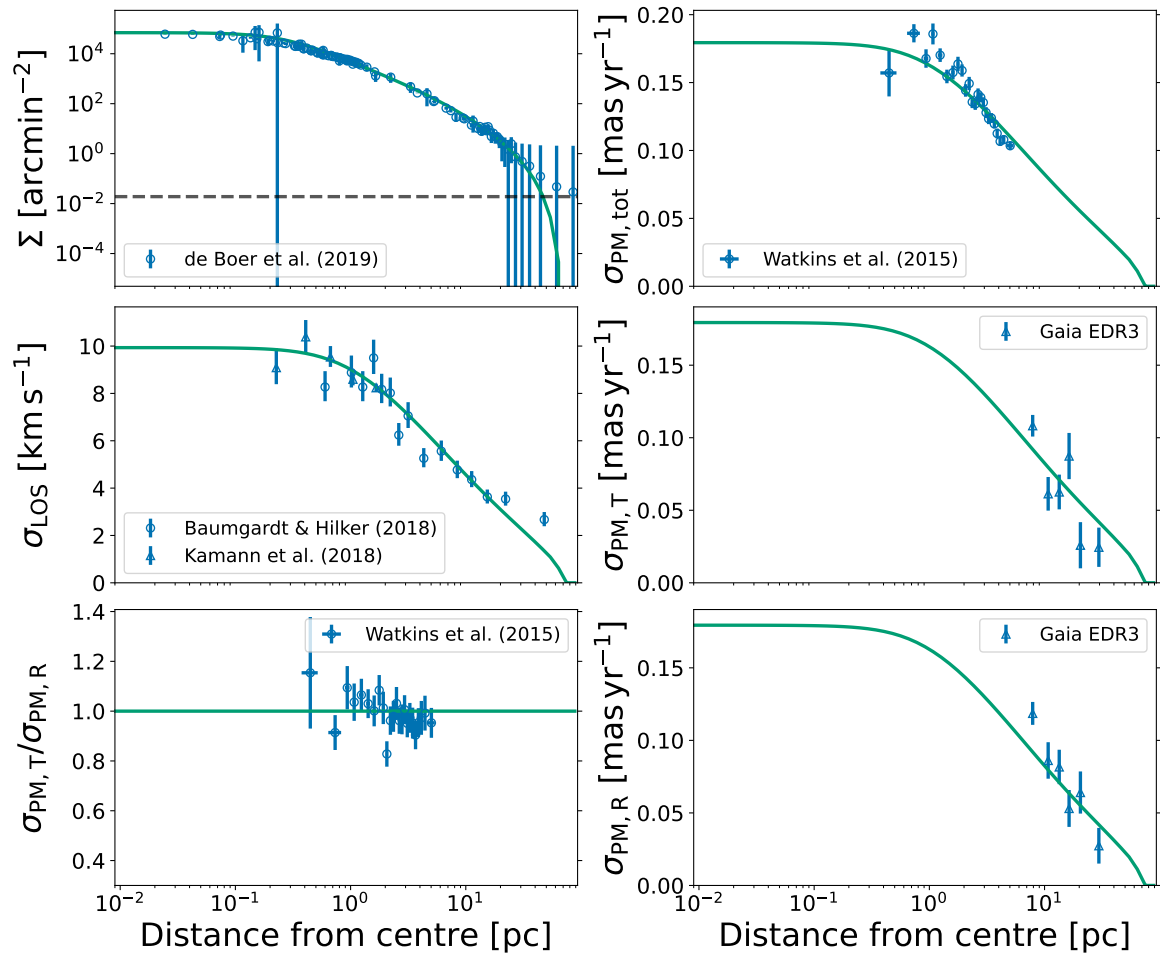 Σ [arcmin⁻²]
10⁴
10²
10⁰
10⁻²
10⁻⁴
de Boer et al. (2019)
σPM, tot [mas yr⁻¹]
0.20
0.15
0.10
0.05
0.00
Watkins et al. (2015)
σLOS [km s⁻¹]
10
8
6
4
2
0
Baumgardt & Hilker (2018)
Kamann et al. (2018)
σPM, T [mas yr⁻¹]
0.15
0.10
0.05
0.00
Gaia EDR3
σPM, T/σPM, R
1.4
1.2
1.0
0.8
0.6
0.4
Watkins et al. (2015)
10⁻² 10⁻¹ 10⁰ 10¹
Distance from centre [pc]
σPM, R [mas yr⁻¹]
0.15
0.10
0.05
0.00
Gaia EDR3
10⁻² 10⁻¹ 10⁰ 10¹
Distance from centre [pc]